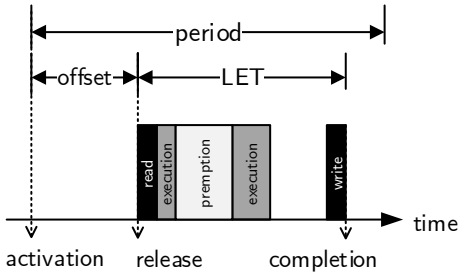 period
offset
LET
read
execution
premption
execution
write
time
activation
release
completion